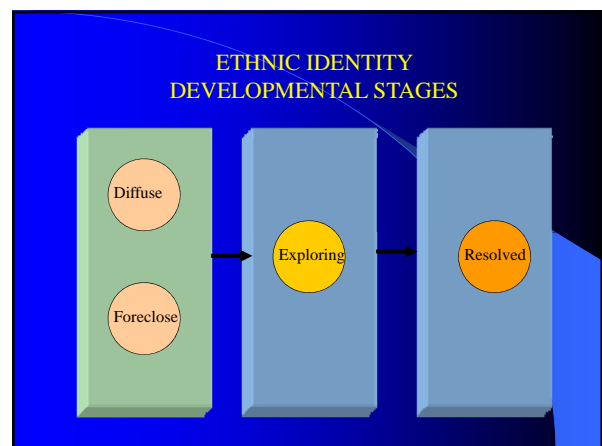 ETHNIC IDENTITY
DEVELOPMENTAL STAGES
Diffuse
Foreclose
Exploring
Resolved